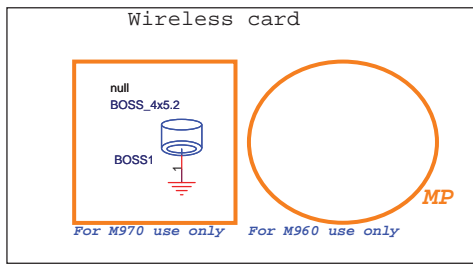 Wireless card
null
BOSS_4x5.2
BOSS1
1
MP
For M970 use only
For M960 use only